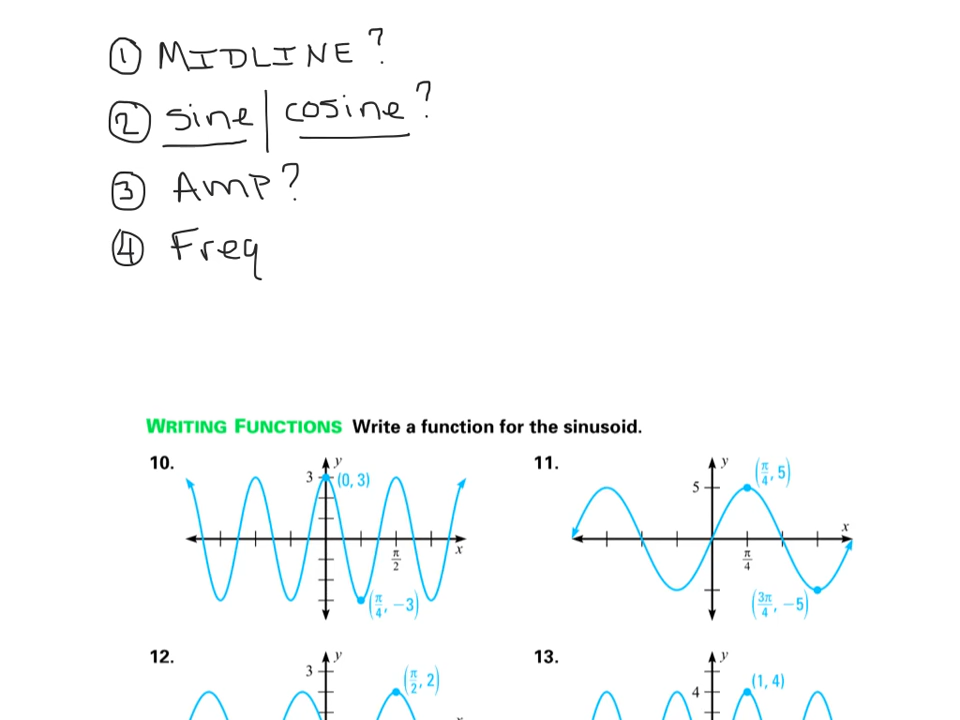 ① MIDLINE?
② sine | cosine?
③ Amp?
④ Freq
WRITING FUNCTIONS Write a function for the sinusoid.
10.
y
3
(0, 3)
π/2
x
(π/4, −3)
11.
y
5
(π/4, 5)
x
π/4
(3π/4, −5)
12.
y
3
(π/2, 2)
13.
y
4
(1, 4)